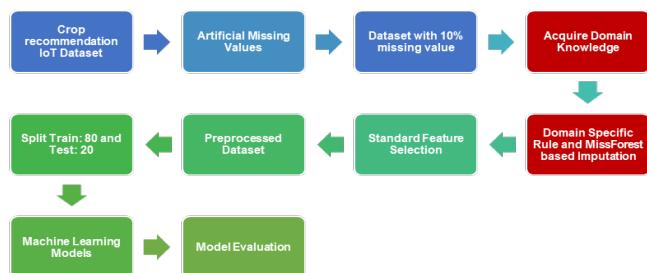 Crop
recommendation
IoT Dataset
Artificial Missing
Values
Dataset with 10%
missing value
Acquire Domain
Knowledge
Domain Specific
Rule and MissForest
based Imputation
Standard Feature
Selection
Preprocessed
Dataset
Split Train: 80 and
Test: 20
Machine Learning
Models
Model Evaluation